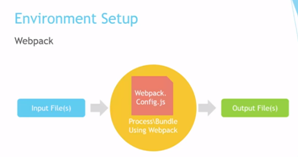 Environment Setup
Webpack
Webpack.
Config.js
Input File(s)
Process\Bundle
Using Webpack
Output File(s)